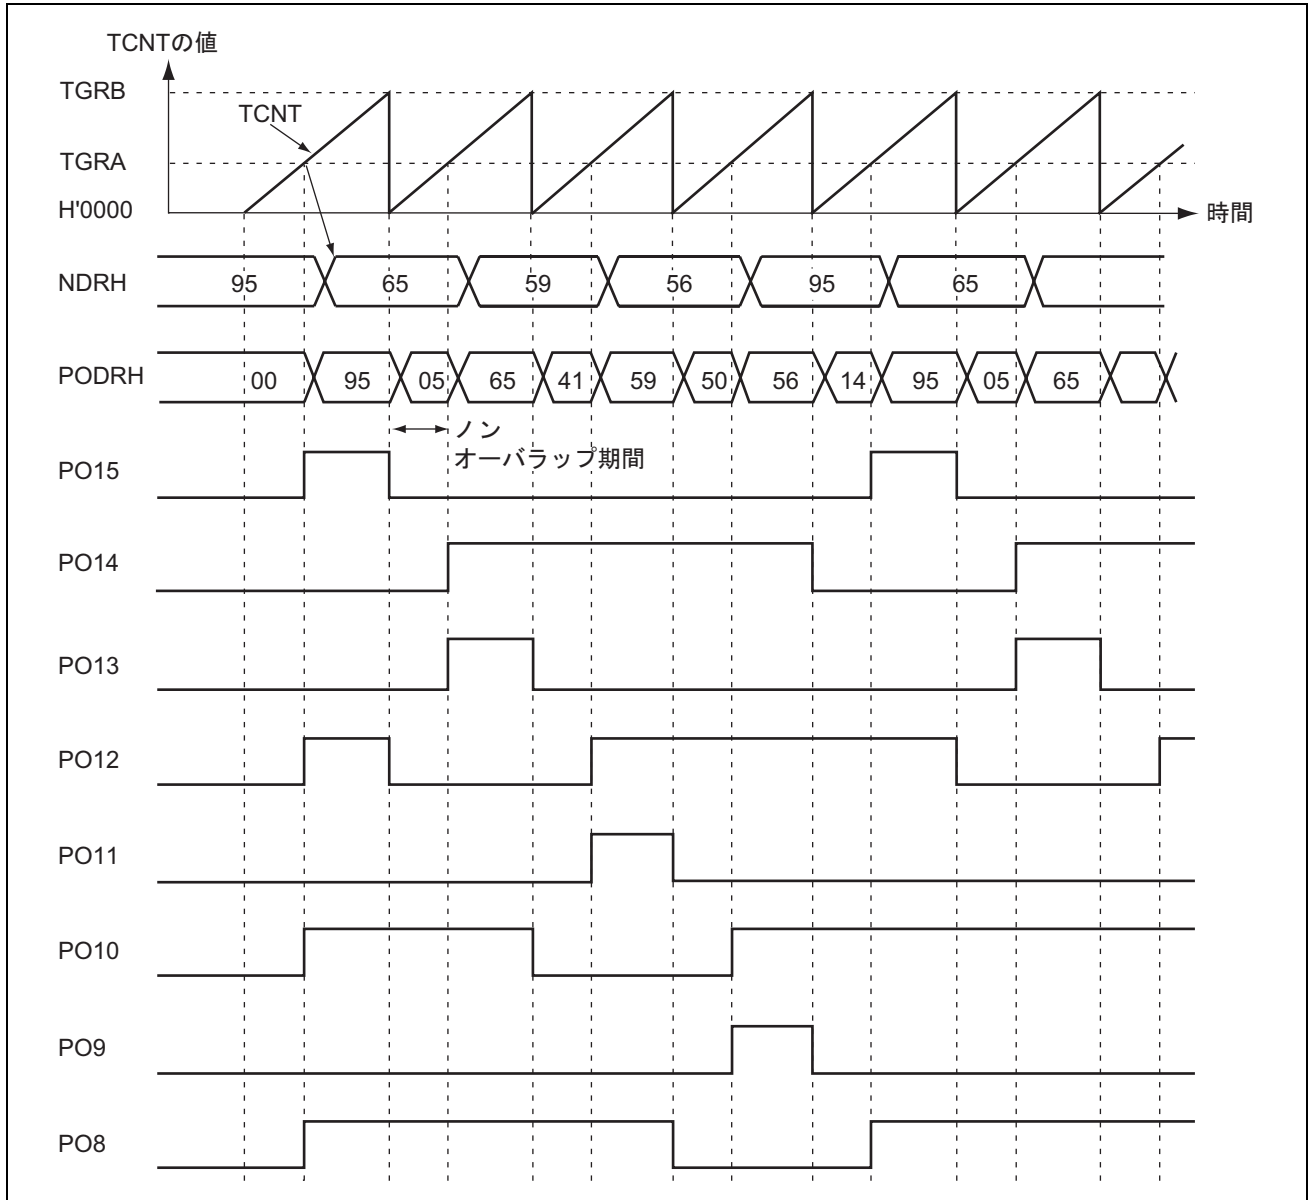 TCNTの値
TGRB
TCNT
TGRA
H'0000
時間
NDRH 95 65 59 56 95 65
PODRH 00 95 05 65 41 59 50 56 14 95 05 65
ノン
オーバラップ期間
PO15
PO14
PO13
PO12
PO11
PO10
PO9
PO8